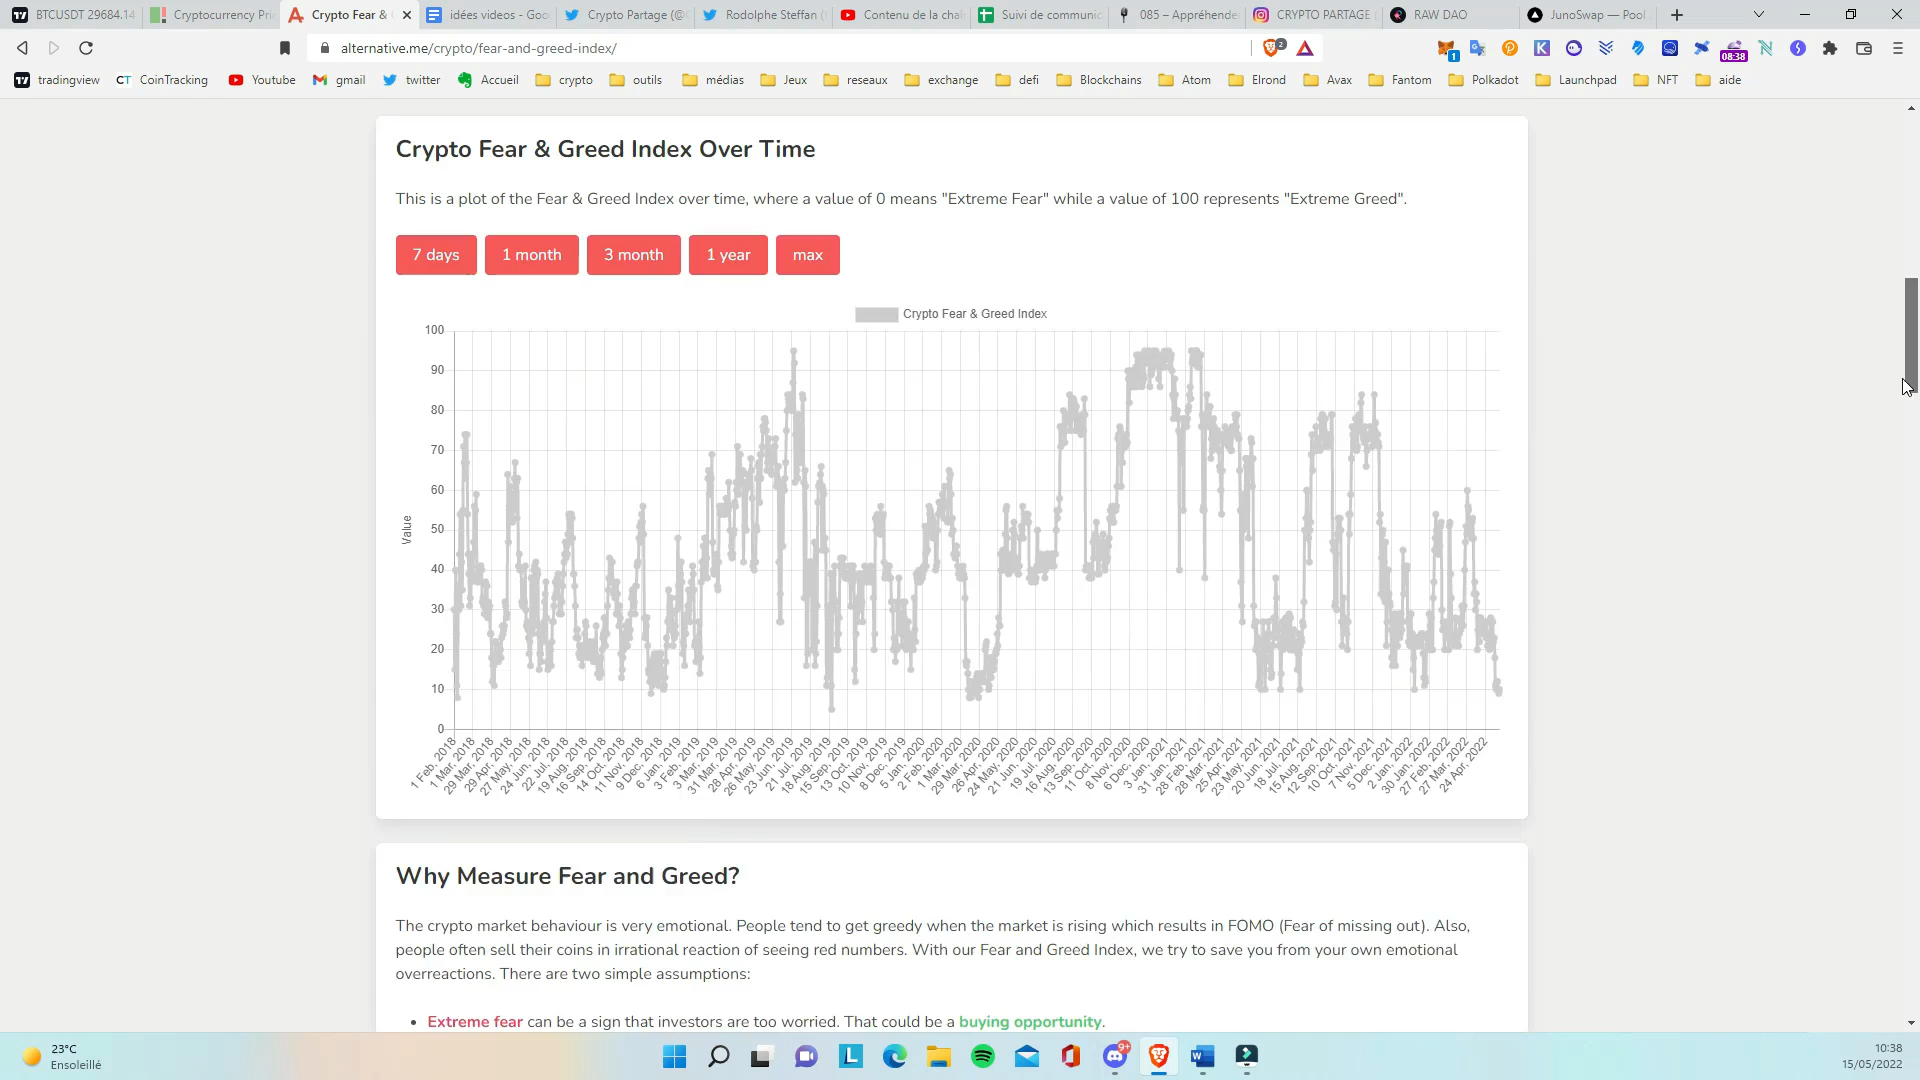 BTCUSDT 29684.14
Cryptocurrency Pri
Crypto Fear &
idées videos - Goo
Crypto Partage (@
Rodolphe Steffan (
Contenu de la chaî
Suivi de communic
085 – Appréhende
CRYPTO PARTAGE
RAW DAO
JunoSwap — Pool
alternative.me/crypto/fear-and-greed-index/
2
1
08:38
tradingview
CT CoinTracking
Youtube
gmail
twitter
Accueil
crypto
outils
médias
Jeux
reseaux
exchange
defi
Blockchains
Atom
Elrond
Avax
Fantom
Polkadot
Launchpad
NFT
aide
Crypto Fear & Greed Index Over Time
This is a plot of the Fear & Greed Index over time, where a value of 0 means "Extreme Fear" while a value of 100 represents "Extreme Greed".
7 days
1 month
3 month
1 year
max
Crypto Fear & Greed Index
100
90
80
70
60
50
40
30
20
10
0
Value
1 Feb, 2018
1 Mar, 2018
29 Mar, 2018
29 Apr, 2018
27 May, 2018
24 Jun, 2018
22 Jul, 2018
19 Aug, 2018
16 Sep, 2018
14 Oct, 2018
11 Nov, 2018
9 Dec, 2018
6 Jan, 2019
3 Feb, 2019
3 Mar, 2019
31 Mar, 2019
28 Apr, 2019
26 May, 2019
23 Jun, 2019
21 Jul, 2019
18 Aug, 2019
15 Sep, 2019
13 Oct, 2019
10 Nov, 2019
8 Dec, 2019
5 Jan, 2020
2 Feb, 2020
1 Mar, 2020
29 Mar, 2020
26 Apr, 2020
24 May, 2020
21 Jun, 2020
19 Jul, 2020
16 Aug, 2020
13 Sep, 2020
11 Oct, 2020
8 Nov, 2020
6 Dec, 2020
3 Jan, 2021
31 Jan, 2021
28 Feb, 2021
28 Mar, 2021
25 Apr, 2021
23 May, 2021
20 Jun, 2021
18 Jul, 2021
15 Aug, 2021
12 Sep, 2021
10 Oct, 2021
7 Nov, 2021
5 Dec, 2021
2 Jan, 2022
30 Jan, 2022
27 Feb, 2022
27 Mar, 2022
24 Apr, 2022
Why Measure Fear and Greed?
The crypto market behaviour is very emotional. People tend to get greedy when the market is rising which results in FOMO (Fear of missing out). Also,
people often sell their coins in irrational reaction of seeing red numbers. With our Fear and Greed Index, we try to save you from your own emotional
overreactions. There are two simple assumptions:
• Extreme fear can be a sign that investors are too worried. That could be a buying opportunity.
23°C
Ensoleillé
9+
10:38
15/05/2022